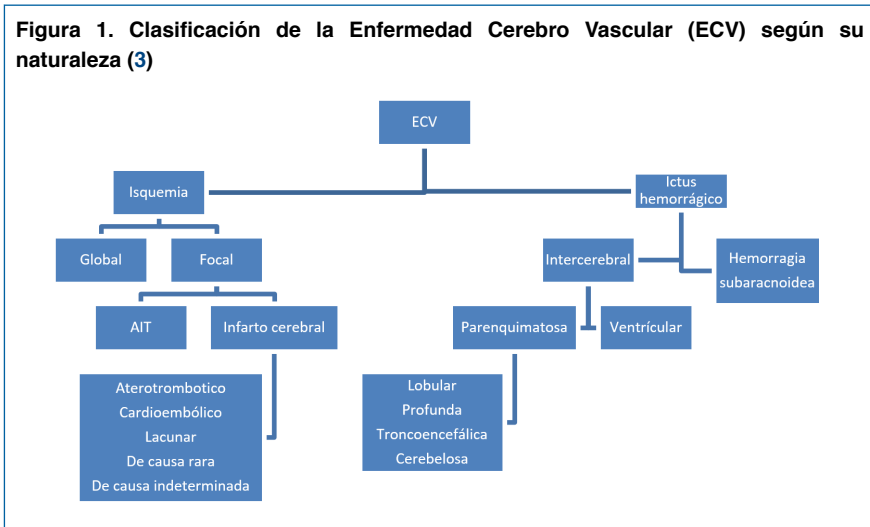 Figura 1. Clasificación de la Enfermedad Cerebro Vascular (ECV) según su
naturaleza (3)
ECV
Isquemia
Ictus
hemorrágico
Global
Focal
Intercerebral
Hemorragia
subaracnoidea
AIT
Infarto cerebral
Parenquimatosa
Ventrícular
Aterotrombotico
Cardioembólico
Lacunar
De causa rara
De causa indeterminada
Lobular
Profunda
Troncoencefálica
Cerebelosa